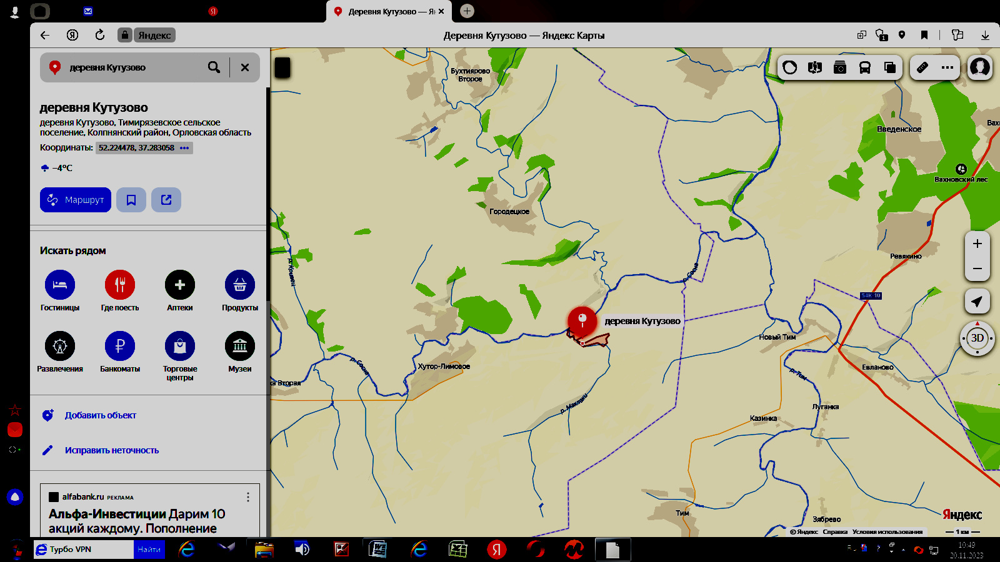 Деревня Кутузово — Я
Яндекс
Деревня Кутузово — Яндекс Карты
1
деревня Кутузово
деревня Кутузово
деревня Кутузово, Тимирязевское сельское
поселение, Колпнянский район, Орловская область
Координаты: 52.224478, 37.283058
−4°C
Маршрут
Искать рядом
Гостиницы
Где поесть
Аптеки
Продукты
Развлечения
Банкоматы
Торговые
центры
Музеи
Добавить объект
Исправить неточность
alfabank.ru РЕКЛАМА
Альфа-Инвестиции Дарим 10
акций каждому. Пополнение
Бухтиярово
Второе
Введенское
Вахновский лес
Городецкое
Ревякино
54К-10
р. Кривец
р. Сосна
деревня Кутузово
Новый Тим
3D
р. Сосна
Хутор-Лимовое
ка Вторая
р. Тим
Евланово
р. Маклаки
Луганка
Казинка
Тим
Зябрево
Яндекс
© Яндекс Справка Условия использования
1 км
Турбо VPN
Найти
10:49
20.11.2023